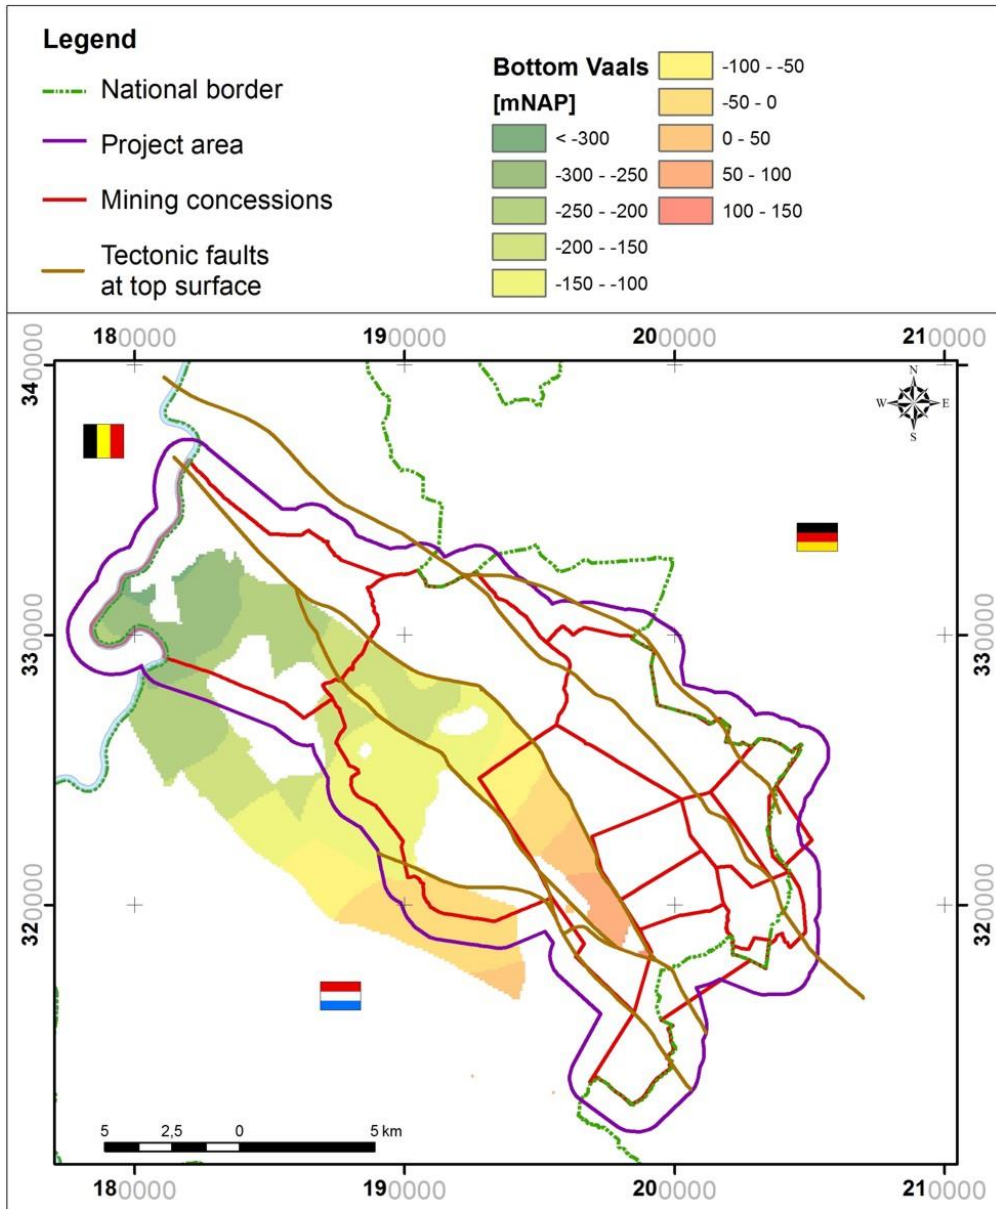 Legend
National border
Project area
Mining concessions
Tectonic faults
at top surface
Bottom Vaals
[mNAP]
< -300
-300 - -250
-250 - -200
-200 - -150
-150 - -100
-100 - -50
-50 - 0
0 - 50
50 - 100
100 - 150
180000
190000
200000
210000
340000
340000
N
W
E
S
330000
330000
320000
320000
5
2,5
0
5 km
180000
190000
200000
210000